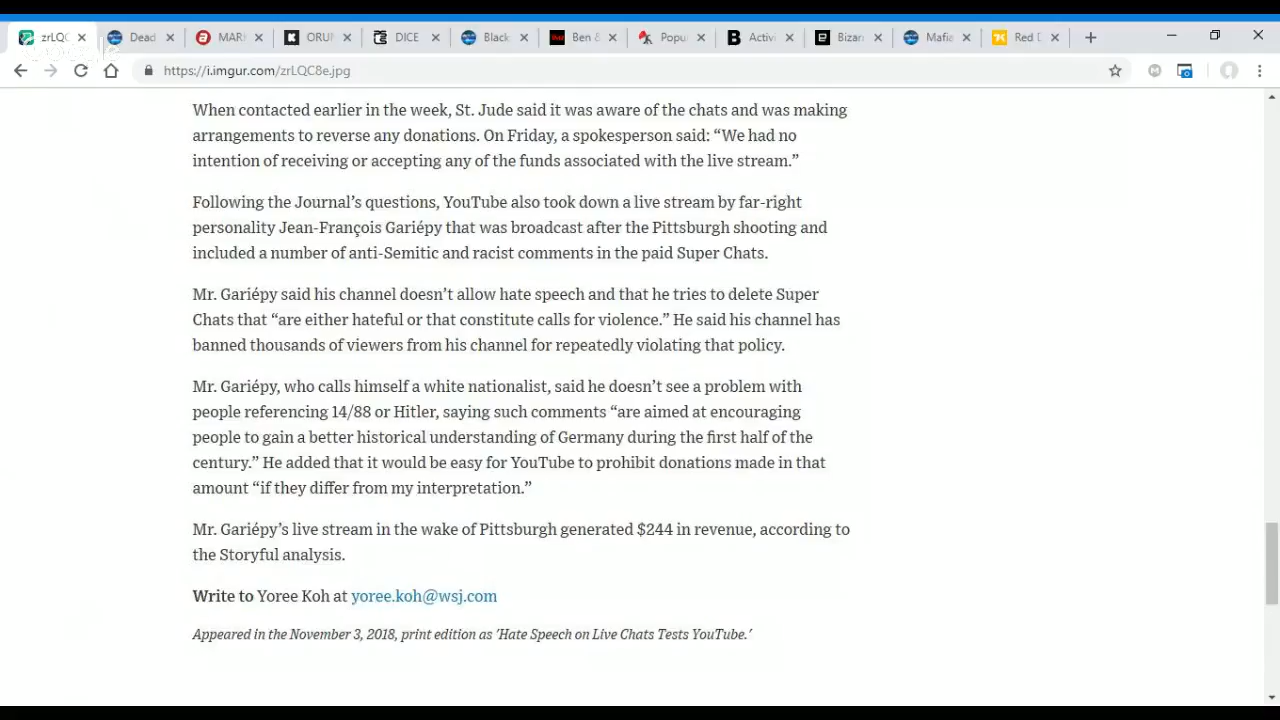 zrLQC
Dead
MARK
ORUM
DICE
Black
Ben &
Popu
Activi
Bizar
Mafia
Red D
https://i.imgur.com/zrLQC8e.jpg
When contacted earlier in the week, St. Jude said it was aware of the chats and was making
arrangements to reverse any donations. On Friday, a spokesperson said: “We had no
intention of receiving or accepting any of the funds associated with the live stream.”
Following the Journal’s questions, YouTube also took down a live stream by far-right
personality Jean-François Gariépy that was broadcast after the Pittsburgh shooting and
included a number of anti-Semitic and racist comments in the paid Super Chats.
Mr. Gariépy said his channel doesn’t allow hate speech and that he tries to delete Super
Chats that “are either hateful or that constitute calls for violence.” He said his channel has
banned thousands of viewers from his channel for repeatedly violating that policy.
Mr. Gariépy, who calls himself a white nationalist, said he doesn’t see a problem with
people referencing 14/88 or Hitler, saying such comments “are aimed at encouraging
people to gain a better historical understanding of Germany during the first half of the
century.” He added that it would be easy for YouTube to prohibit donations made in that
amount “if they differ from my interpretation.”
Mr. Gariépy’s live stream in the wake of Pittsburgh generated $244 in revenue, according to
the Storyful analysis.
Write to Yoree Koh at yoree.koh@wsj.com
Appeared in the November 3, 2018, print edition as 'Hate Speech on Live Chats Tests YouTube.'